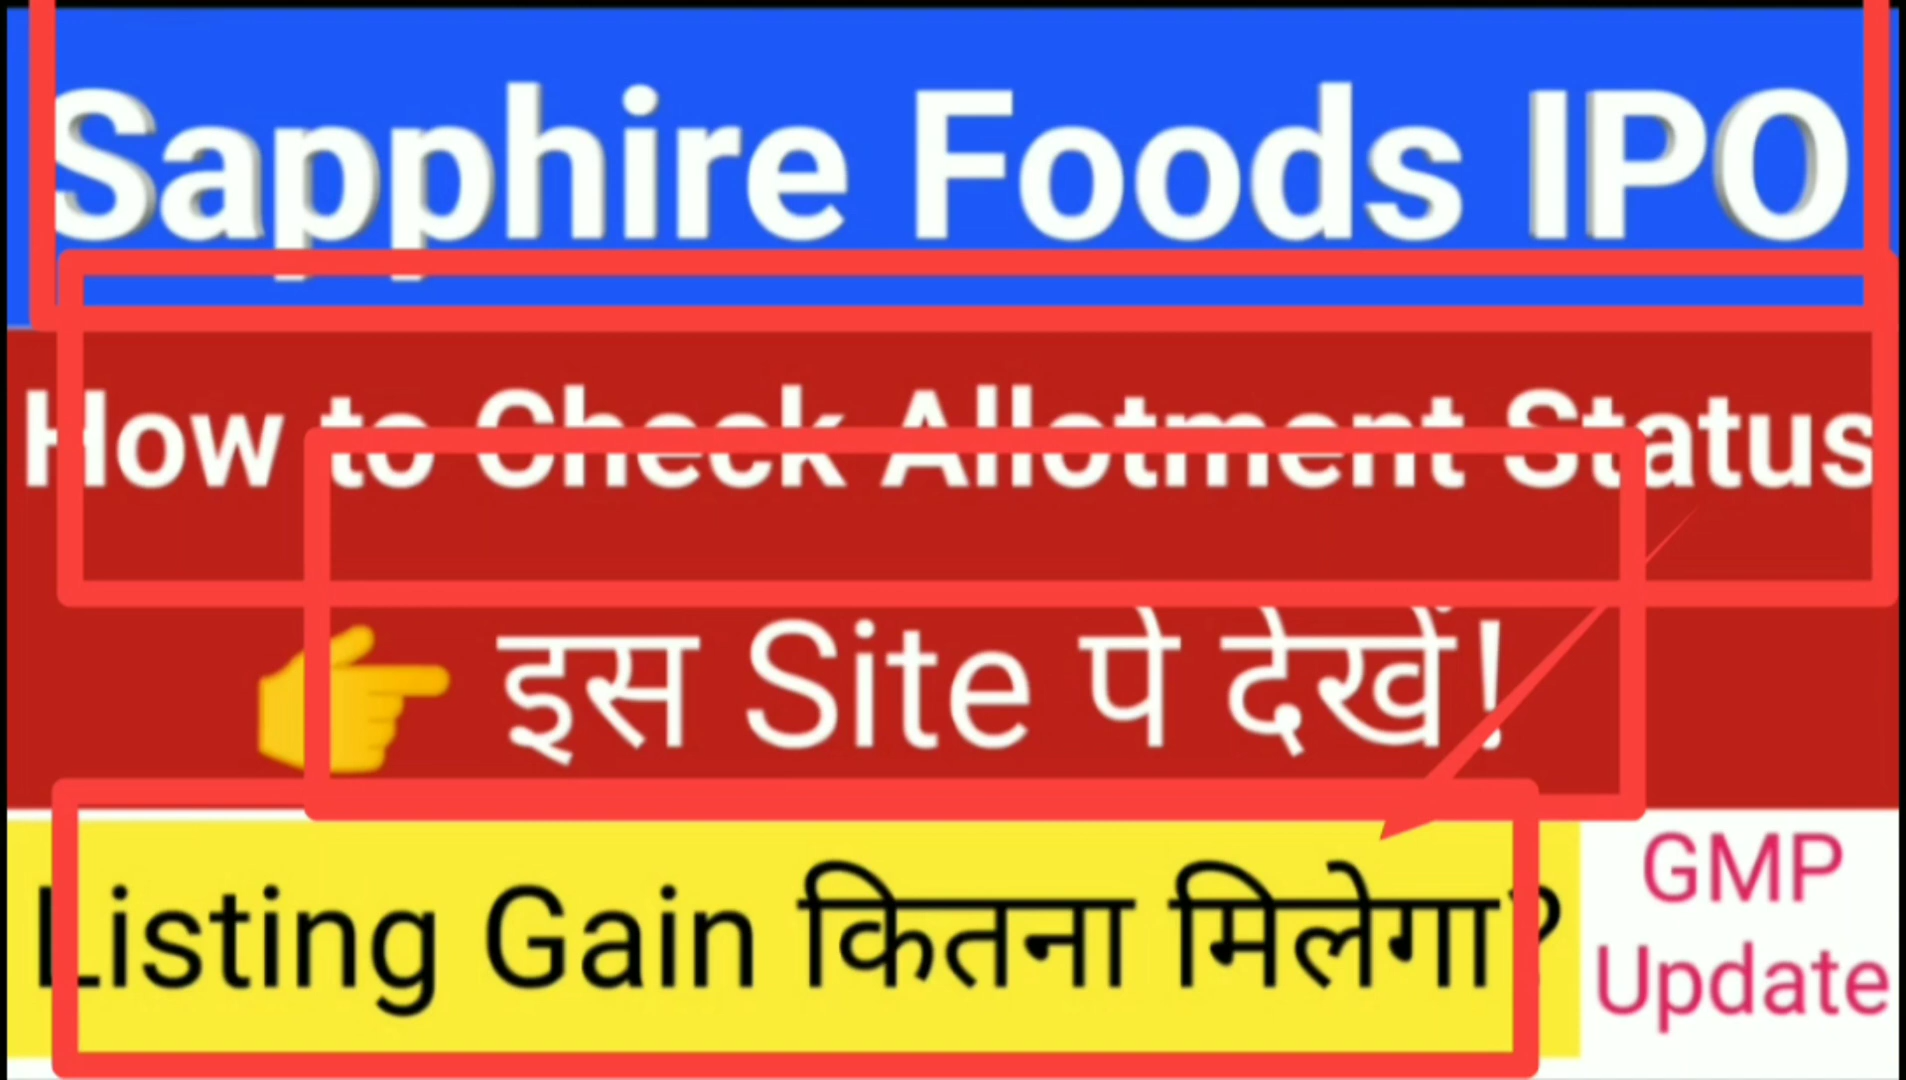 Sapphire Foods IPO
How to Check Allotment Status
👉 इस Site पे देखें!
Listing Gain कितना मिलेगा?
GMP
Update